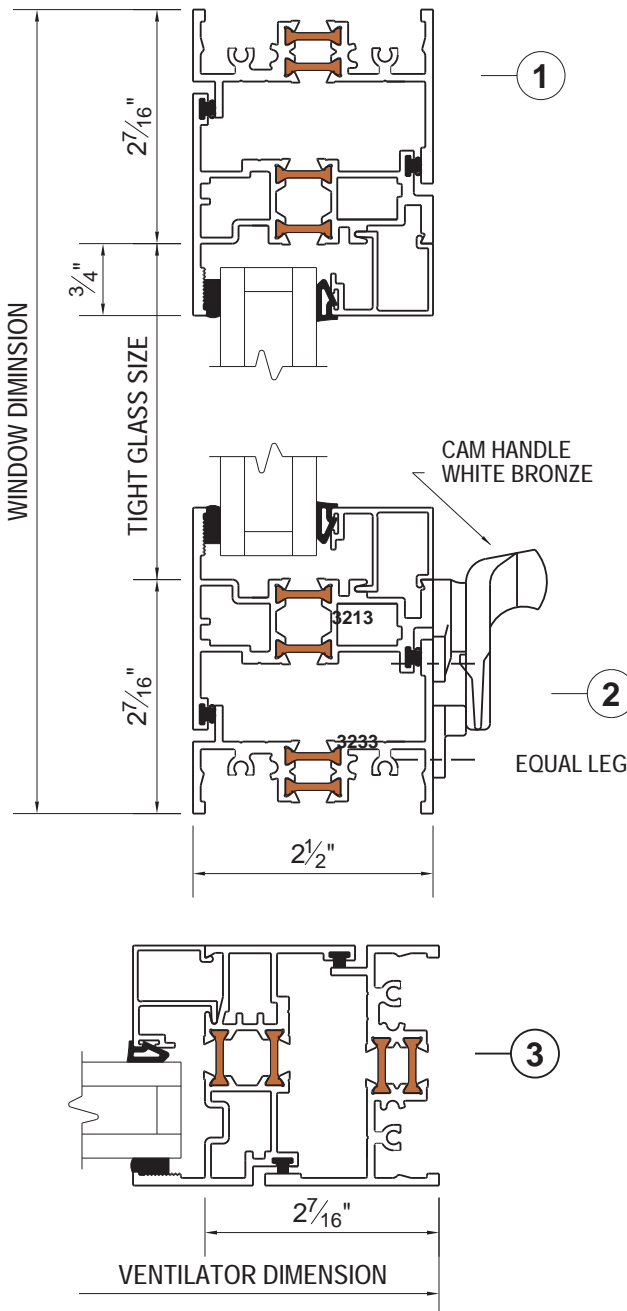 1
2 7/16"
3/4"
WINDOW DIMINSION
TIGHT GLASS SIZE
CAM HANDLE
WHITE BRONZE
3213
2 7/16"
2
3233
EQUAL LEG
2 1/2"
3
2 7/16"
VENTILATOR DIMENSION